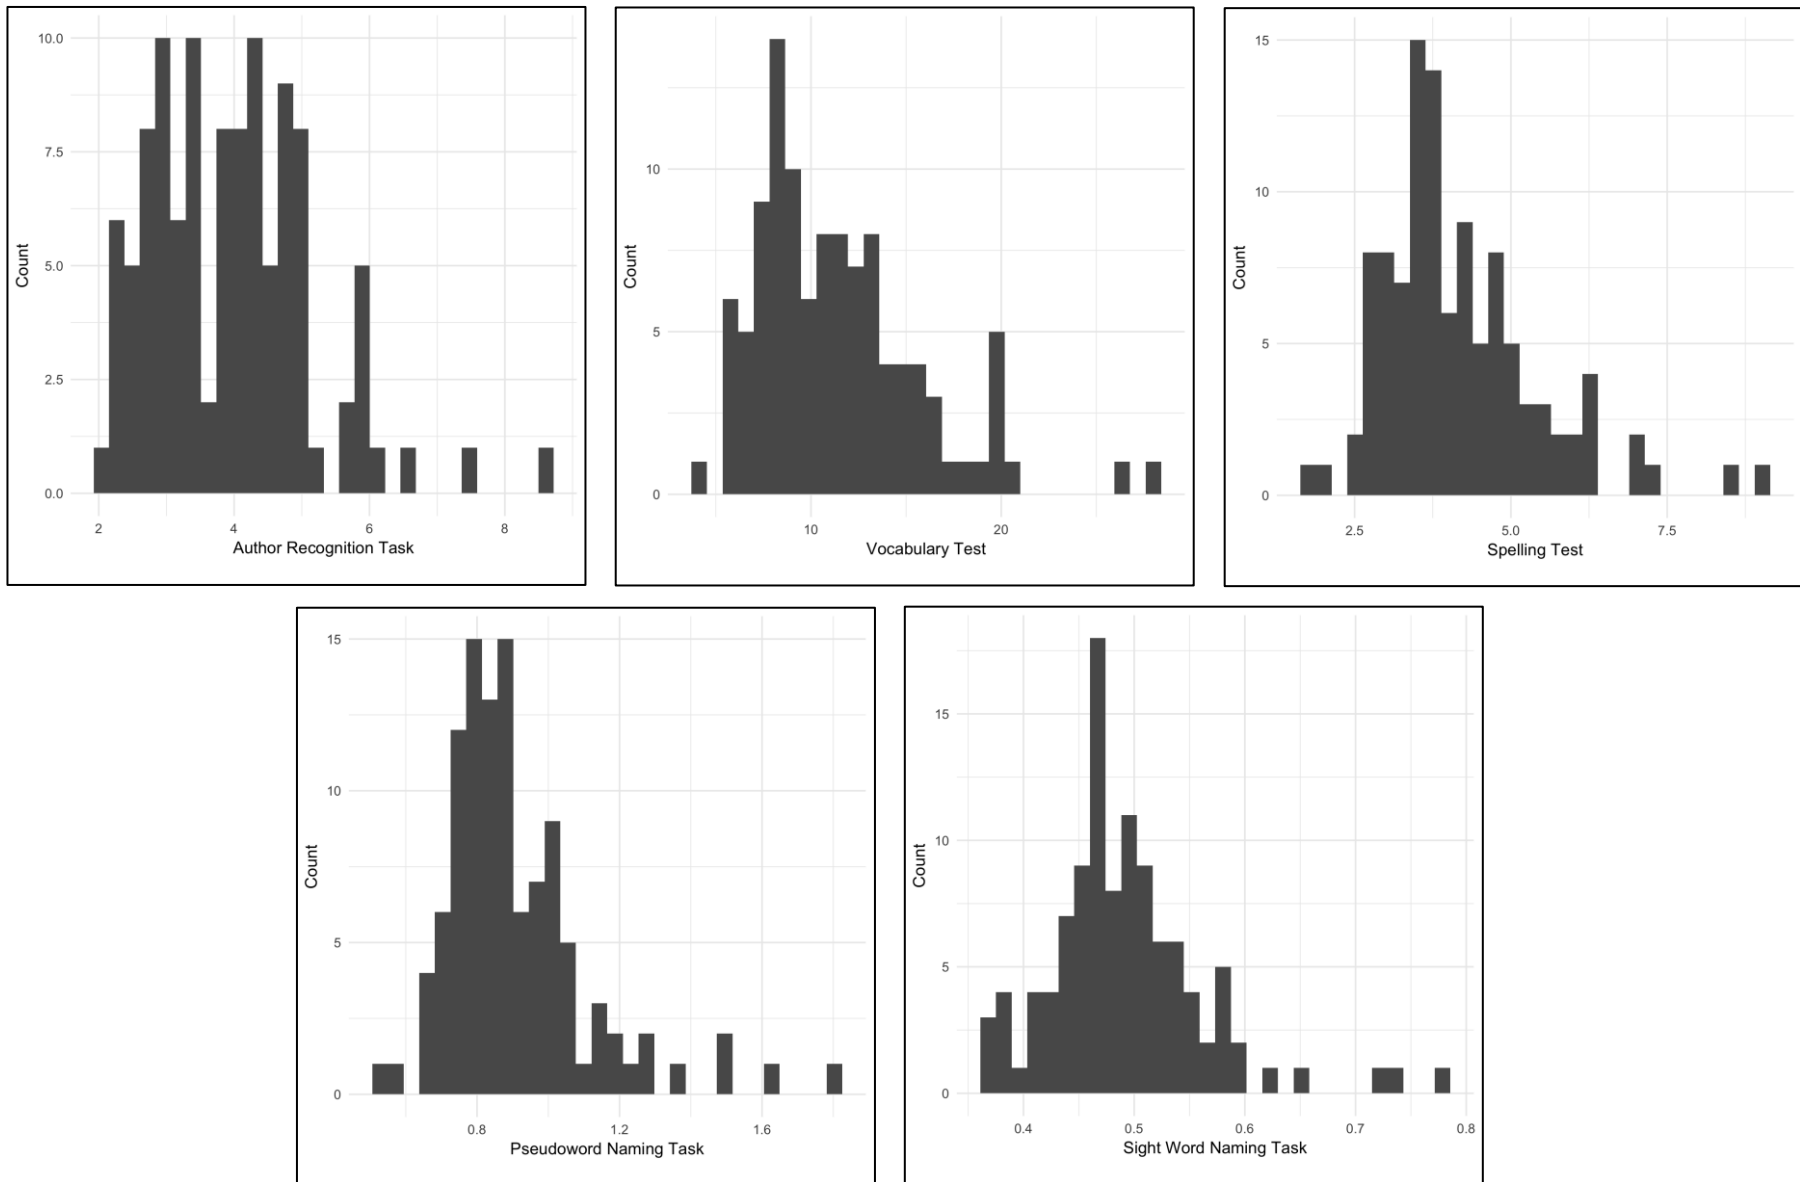 10.0
7.5
5.0
2.5
0.0
Count
2 4 6 8
Author Recognition Task
10
5
0
Count
10 20
Vocabulary Test
15
10
5
0
Count
2.5 5.0 7.5
Spelling Test
15
10
5
0
Count
0.8 1.2 1.6
Pseudoword Naming Task
15
10
5
0
Count
0.4 0.5 0.6 0.7 0.8
Sight Word Naming Task